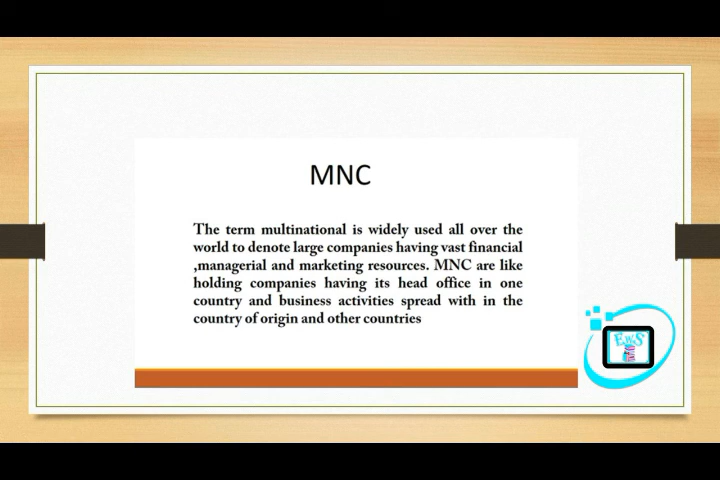 MNC
The term multinational is widely used all over the
world to denote large companies having vast financial
,managerial and marketing resources. MNC are like
holding companies having its head office in one
country and business activities spread with in the
country of origin and other countries
E.W.S